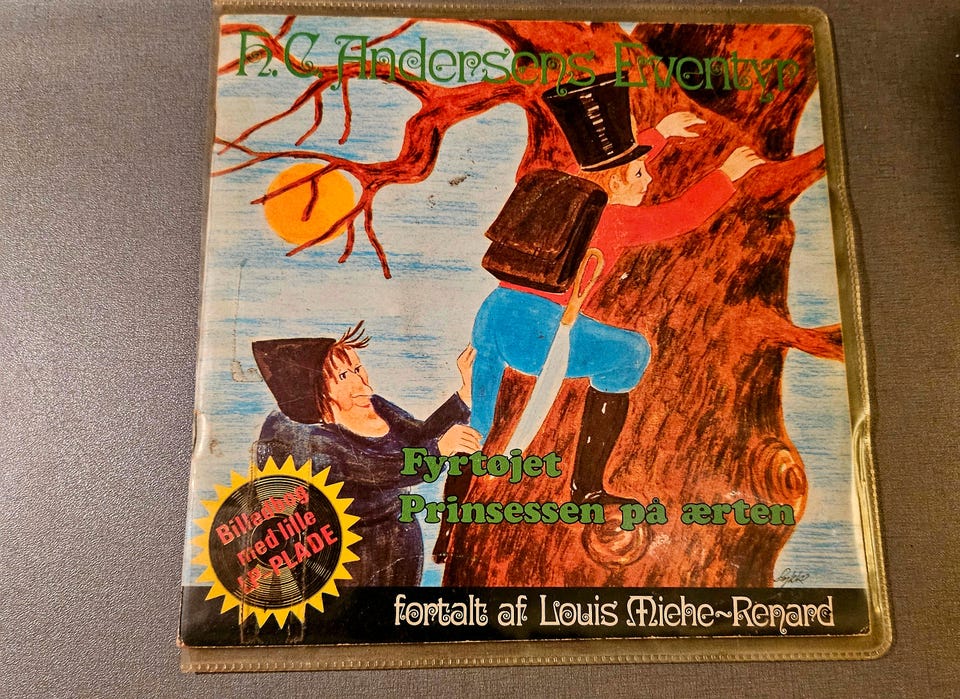 H.C. Andersens Eventyr
Fyrtøjet
Prinsessen på ærten
Billedbog
med lille
LP-PLADE
fortalt af Louis Miehe~Renard